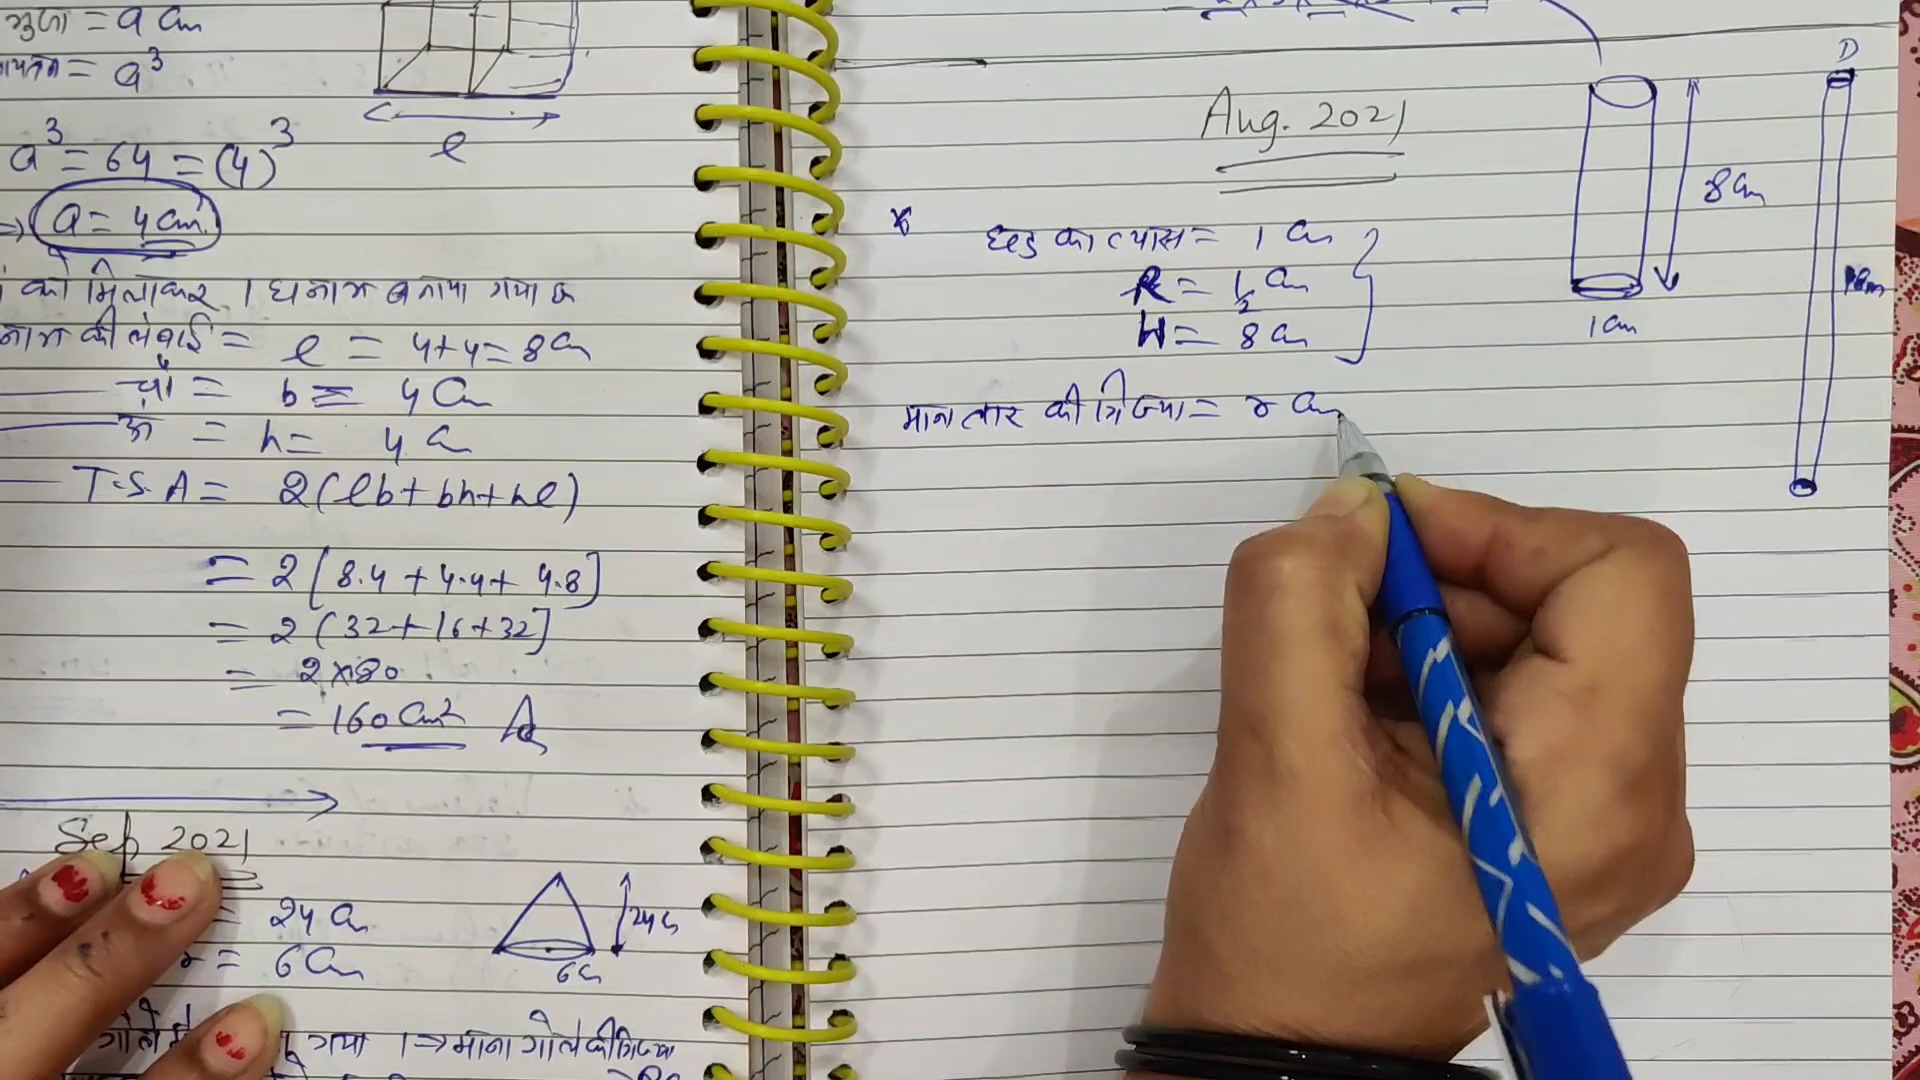 भुजा = a cm
= a³
a³ = 64 = (4)³
l
⇒ a = 4 cm.
को मिलाकर 1 घनाभ बनाया गया
की लंबाई = l = 4+4 = 8 cm
चौ = b = 4 cm
ऊँ = h = 4 cm
T.S.A = 2(lb+bh+hl)
= 2[8.4 + 4.4 + 4.8]
= 2(32+16+32]
= 2×80
= 160 cm²
Sep 2021
= 24 cm
r = 6 cm
24 cm
6 cm
गोले
गया ।⇒ माना गोले की त्रिज्या
Aug. 2021
छड़ का व्यास = 1 cm
R = 1/2 cm
H = 8 cm
माना तार की त्रिज्या = r cm
8 cm
1 cm
D